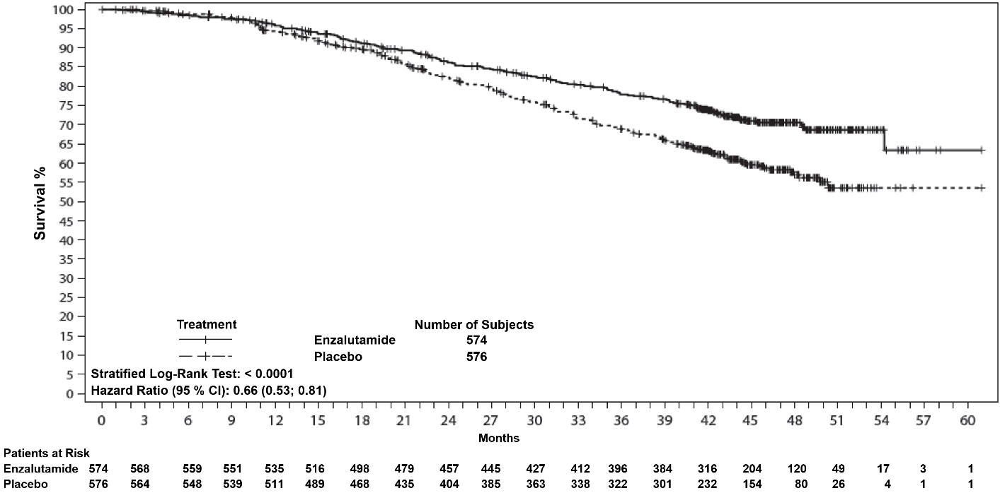 100
95
90
85
80
75
70
65
60
55
50
45
40
35
30
25
20
15
10
5
0
Survival %
Treatment Number of Subjects
Enzalutamide 574
Placebo 576
Stratified Log-Rank Test: < 0.0001
Hazard Ratio (95 % CI): 0.66 (0.53; 0.81)
0 3 6 9 12 15 18 21 24 27 30 33 36 39 42 45 48 51 54 57 60
Months
Patients at Risk
Enzalutamide 574 568 559 551 535 516 498 479 457 445 427 412 396 384 316 204 120 49 17 3 1
Placebo 576 564 548 539 511 489 468 435 404 385 363 338 322 301 232 154 80 26 4 1 1